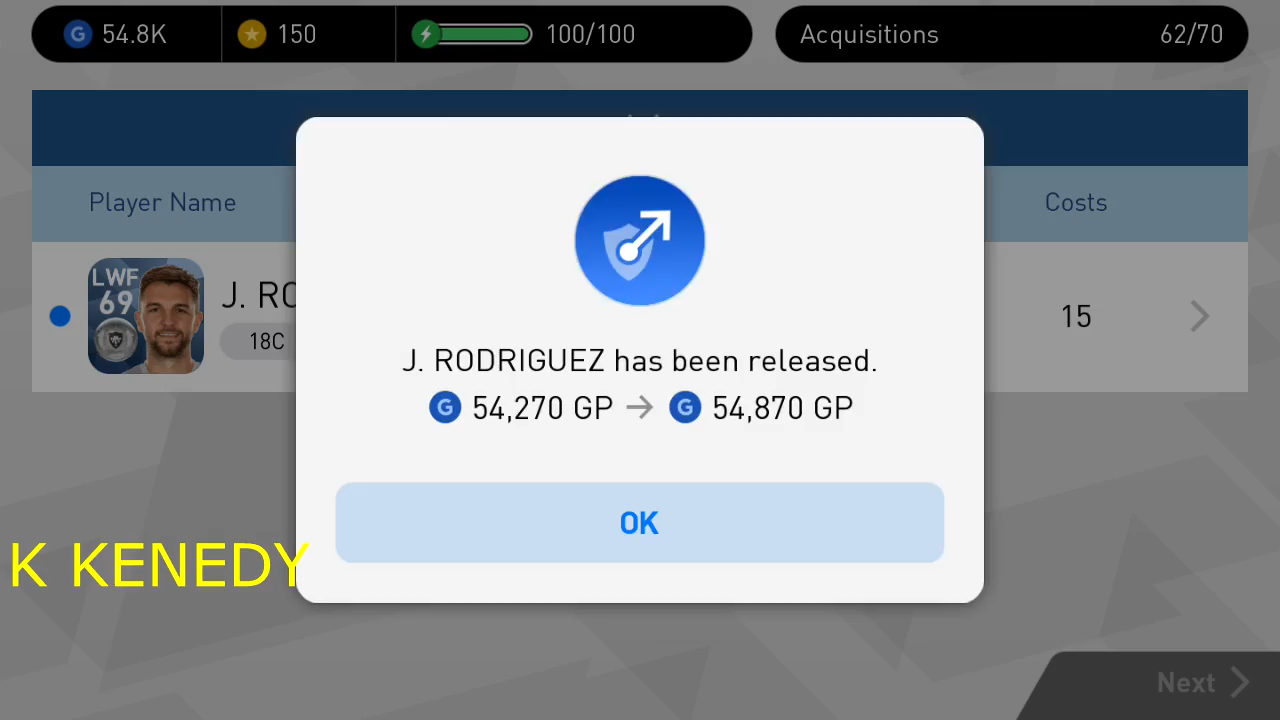 54.8K 150 100/100 Acquisitions 62/70
Player Name Costs
LWF
69
J. RO
18C
15
J. RODRIGUEZ has been released.
G 54,270 GP → G 54,870 GP
OK
K KENEDY
Next